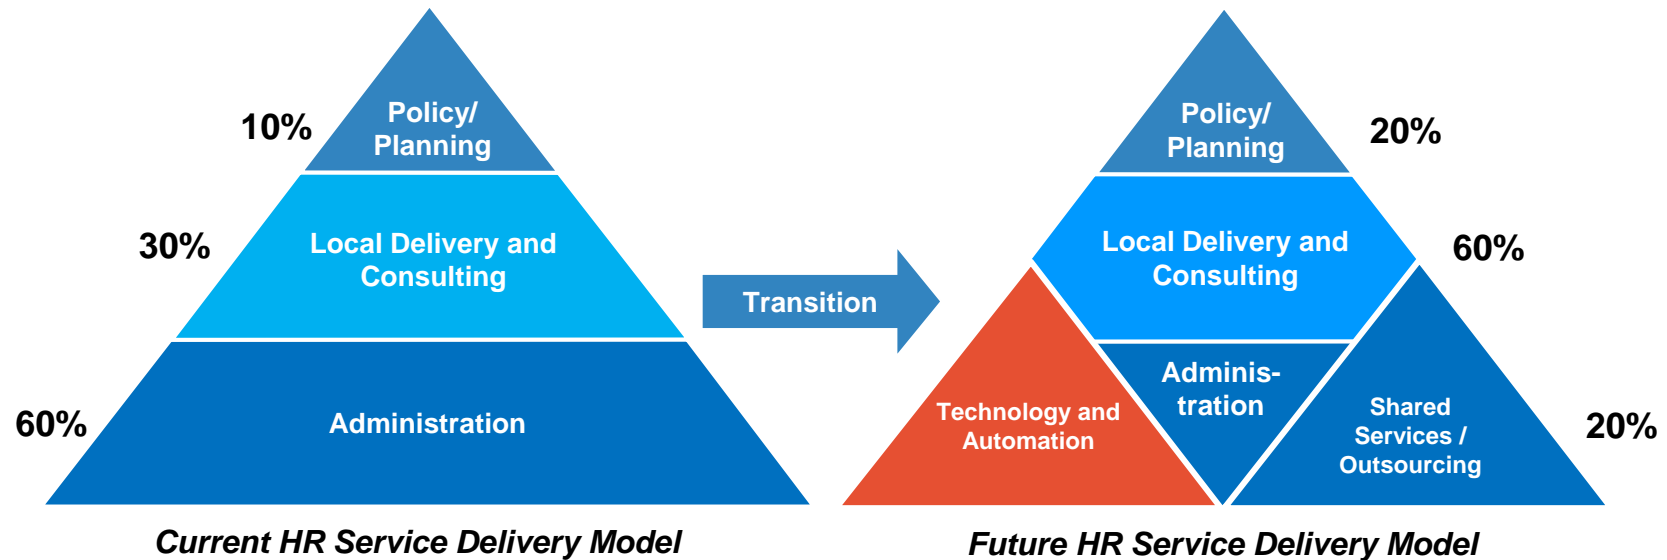 10%
Policy/
Planning
30%
Local Delivery and
Consulting
60%
Administration
Current HR Service Delivery Model
Transition
Policy/
Planning
20%
Local Delivery and
Consulting
60%
Technology and
Automation
Adminis-
tration
Shared
Services /
Outsourcing
20%
Future HR Service Delivery Model